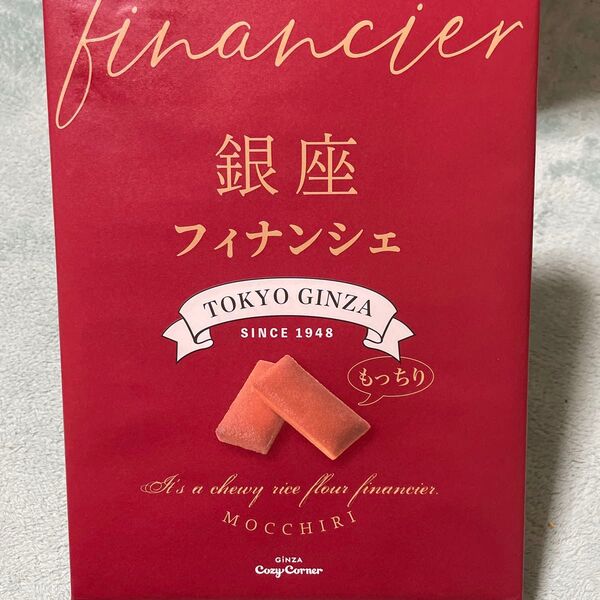 financier
銀座
フィナンシェ
TOKYO GINZA
SINCE 1948
もっちり
It's a chewy rice flour financier.
MOCCHIRI
GINZA
Cozy Corner